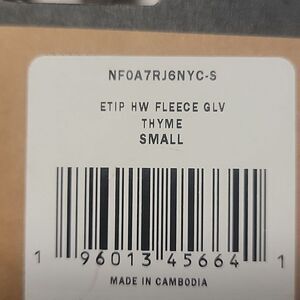 NF0A7RJ6NYC-S
ETIP HW FLEECE GLV
THYME
SMALL
1 96013 45664 1
MADE IN CAMBODIA